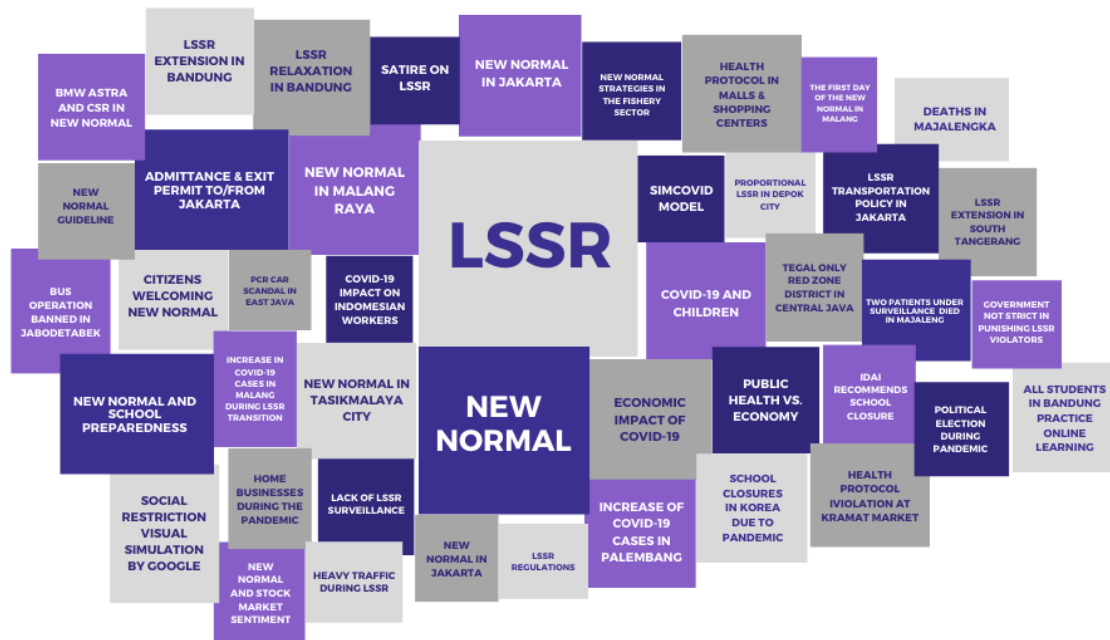 LSSR
EXTENSION IN
BANDUNG
LSSR
RELAXATION
IN BANDUNG
SATIRE ON
LSSR
NEW NORMAL
IN JAKARTA
NEW NORMAL
STRATEGIES IN
THE FISHERY
SECTOR
HEALTH
PROTOCOL IN
MALLS &
SHOPPING
CENTERS
THE FIRST DAY
OF THE NEW
NORMAL IN
MALANG
DEATHS IN
MAJALENGKA
BMW ASTRA
AND CSR IN
NEW NORMAL
ADMITTANCE & EXIT
PERMIT TO/FROM
JAKARTA
NEW NORMAL
IN MALANG
RAYA
LSSR
SIMCOVID
MODEL
PROPORTIONAL
LSSR IN DEPOK
CITY
LSSR
TRANSPORTATION
POLICY IN
JAKARTA
LSSR
EXTENSION IN
SOUTH
TANGERANG
NEW
NORMAL
GUIDELINE
BUS
OPERATION
BANNED IN
JABODETABEK
CITIZENS
WELCOMING
NEW NORMAL
PCR CAR
SCANDAL IN
EAST JAVA
COVID-19
IMPACT ON
INDOMESIAN
WORKERS
COVID-19 AND
CHILDREN
TEGAL ONLY
RED ZONE
DISTRICT IN
CENTRAL JAVA
TWO PATIENTS UNDER
SURVEILLANCE DIED
IN MAJALENG
GOVERNMENT
NOT STRICT IN
PUNISHING LSSR
VIOLATORS
NEW NORMAL AND
SCHOOL
PREPAREDNESS
INCREASE IN
COVID-19
CASES IN
MALANG
DURING LSSR
TRANSITION
NEW NORMAL IN
TASIKMALAYA
CITY
NEW
NORMAL
ECONOMIC
IMPACT OF
COVID-19
PUBLIC
HEALTH VS.
ECONOMY
IDAI
RECOMMENDS
SCHOOL
CLOSURE
POLITICAL
ELECTION
DURING
PANDEMIC
ALL STUDENTS
IN BANDUNG
PRACTICE
ONLINE
LEARNING
SOCIAL
RESTRICTION
VISUAL
SIMULATION
BY GOOGLE
HOME
BUSINESSES
DURING THE
PANDEMIC
LACK OF LSSR
SURVEILLANCE
INCREASE OF
COVID-19
CASES IN
PALEMBANG
SCHOOL
CLOSURES
IN KOREA
DUE TO
PANDEMIC
HEALTH
PROTOCOL
IVIOLATION AT
KRAMAT MARKET
NEW
NORMAL
AND STOCK
MARKET
SENTIMENT
HEAVY TRAFFIC
DURING LSSR
NEW
NORMAL IN
JAKARTA
LSSR
REGULATIONS